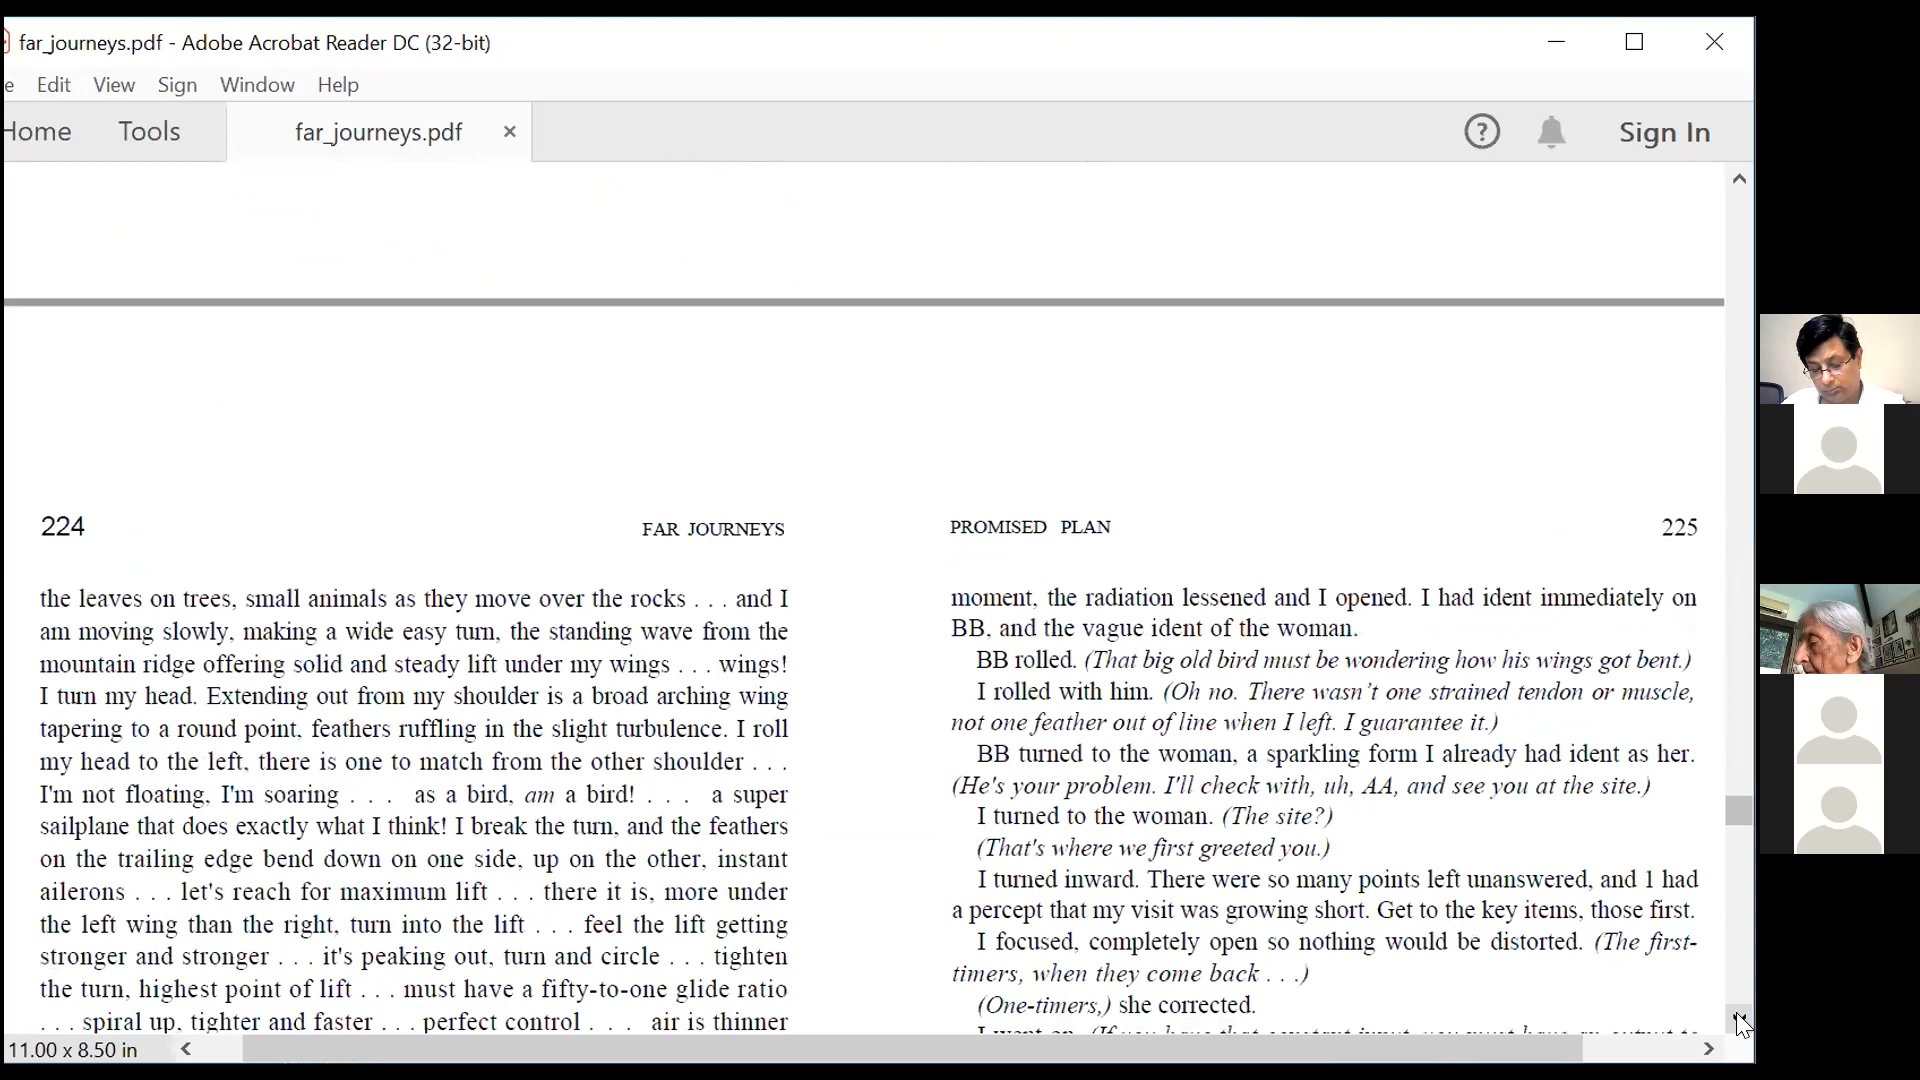 far_journeys.pdf - Adobe Acrobat Reader DC (32-bit)
e Edit View Sign Window Help
Home Tools far_journeys.pdf × ? Sign In
224 FAR JOURNEYS
the leaves on trees, small animals as they move over the rocks . . . and I
am moving slowly, making a wide easy turn, the standing wave from the
mountain ridge offering solid and steady lift under my wings . . . wings!
I turn my head. Extending out from my shoulder is a broad arching wing
tapering to a round point, feathers ruffling in the slight turbulence. I roll
my head to the left, there is one to match from the other shoulder . . .
I'm not floating, I'm soaring . . . as a bird, am a bird! . . . a super
sailplane that does exactly what I think! I break the turn, and the feathers
on the trailing edge bend down on one side, up on the other, instant
ailerons . . . let's reach for maximum lift . . . there it is, more under
the left wing than the right, turn into the lift . . . feel the lift getting
stronger and stronger . . . it's peaking out, turn and circle . . . tighten
the turn, highest point of lift . . . must have a fifty-to-one glide ratio
. . . spiral up, tighter and faster . . . perfect control . . . air is thinner
PROMISED PLAN 225
moment, the radiation lessened and I opened. I had ident immediately on
BB, and the vague ident of the woman.
BB rolled. (That big old bird must be wondering how his wings got bent.)
I rolled with him. (Oh no. There wasn't one strained tendon or muscle,
not one feather out of line when I left. I guarantee it.)
BB turned to the woman, a sparkling form I already had ident as her.
(He's your problem. I'll check with, uh, AA, and see you at the site.)
I turned to the woman. (The site?)
(That's where we first greeted you.)
I turned inward. There were so many points left unanswered, and 1 had
a percept that my visit was growing short. Get to the key items, those first.
I focused, completely open so nothing would be distorted. (The first-
timers, when they come back . . .)
(One-timers,) she corrected.
11.00 x 8.50 in